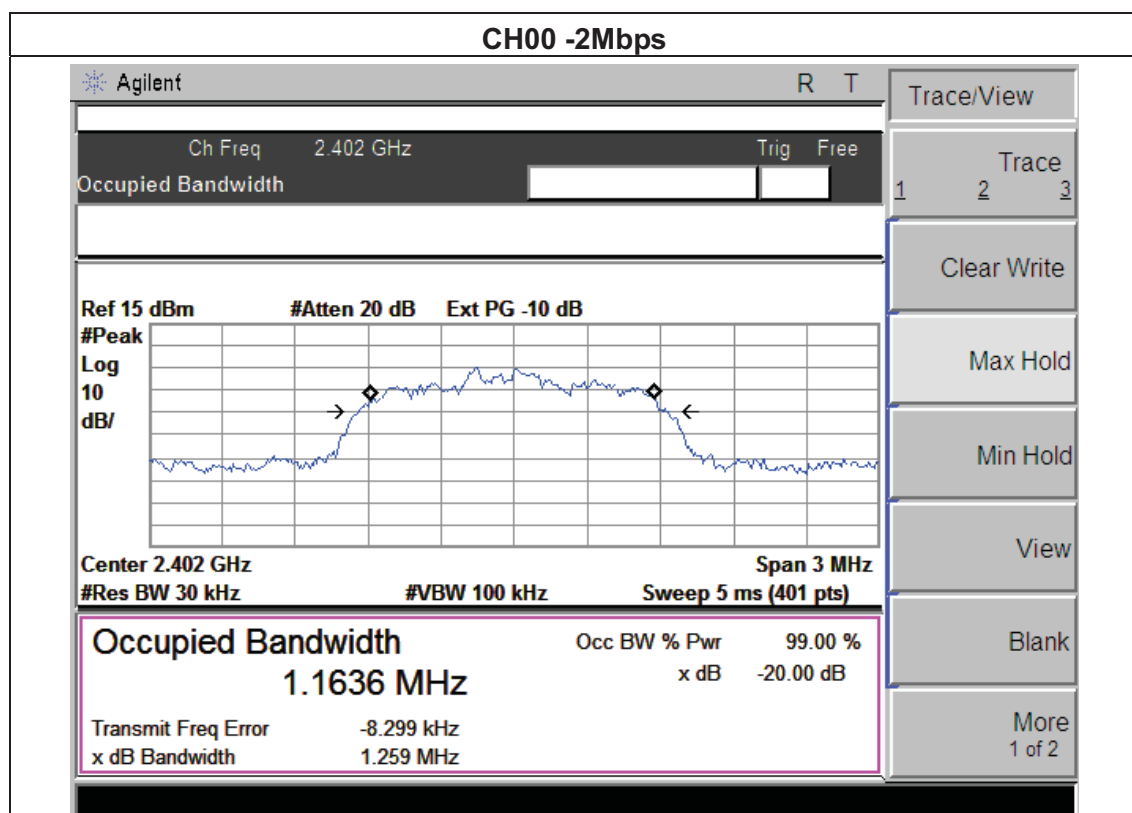 CH00 -2Mbps
Agilent R T
Ch Freq 2.402 GHz Trig Free
Occupied Bandwidth
Ref 15 dBm #Atten 20 dB Ext PG -10 dB
#Peak
Log
10
dB/
Center 2.402 GHz Span 3 MHz
#Res BW 30 kHz #VBW 100 kHz Sweep 5 ms (401 pts)
Occupied Bandwidth Occ BW % Pwr 99.00 %
1.1636 MHz x dB -20.00 dB
Transmit Freq Error -8.299 kHz
x dB Bandwidth 1.259 MHz
Trace/View
Trace
1 2 3
Clear Write
Max Hold
Min Hold
View
Blank
More
1 of 2